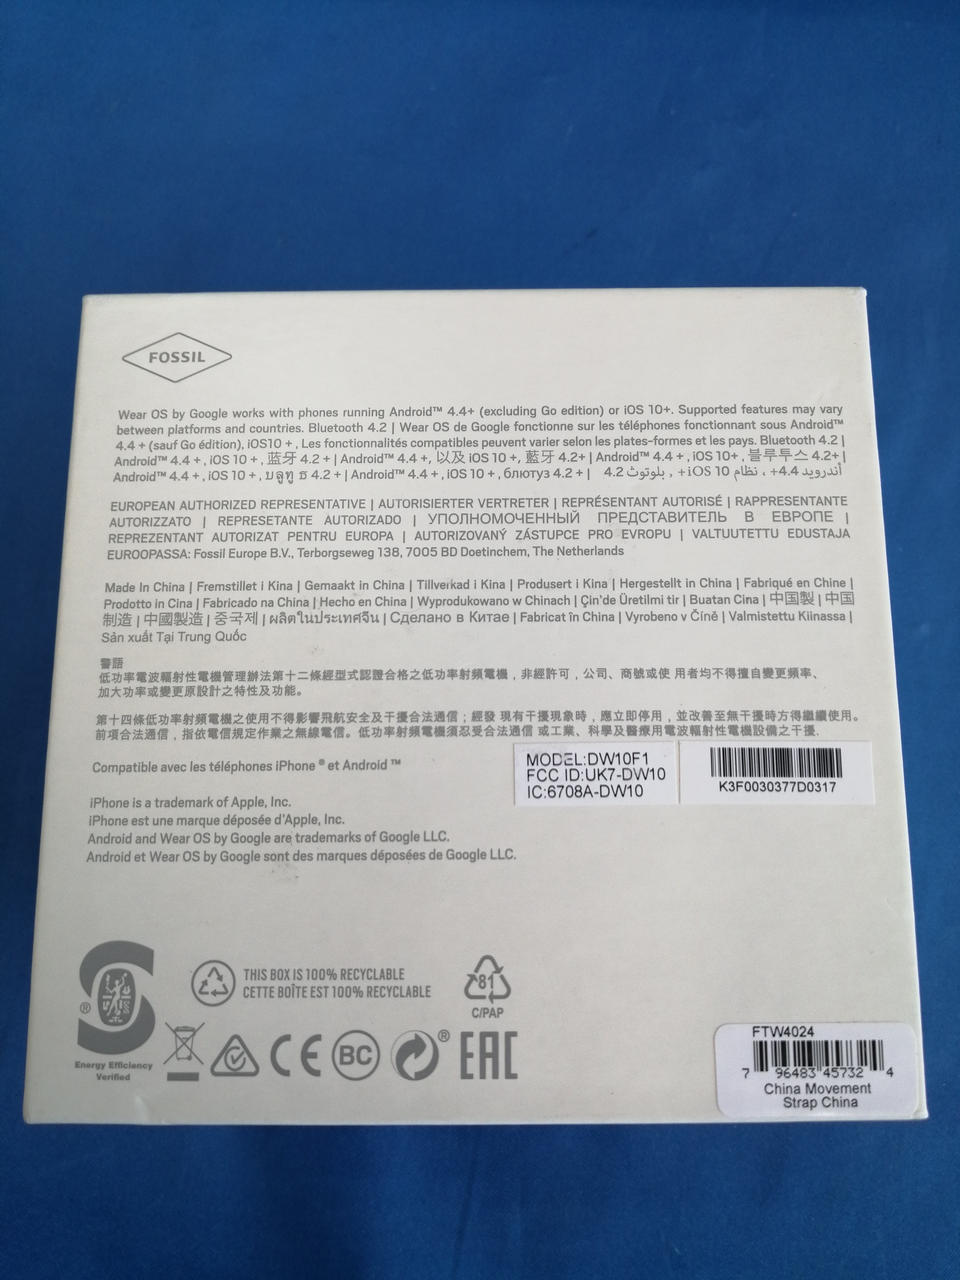 FOSSIL
Wear OS by Google works with phones running Android™ 4.4+ (excluding Go edition) or iOS 10+. Supported features may vary
between platforms and countries. Bluetooth 4.2 | Wear OS de Google fonctionne sur les téléphones fonctionnant sous Android™
4.4 + (sauf Go édition), iOS10 + , Les fonctionnalités compatibles peuvent varier selon les plates-formes et les pays. Bluetooth 4.2 |
Android™ 4.4 + , iOS 10 + , 蓝牙 4.2 + | Android™ 4.4 +, 以及 iOS 10 +, 藍牙 4.2+ | Android™ 4.4 + , iOS 10+ , 블루투스 4.2+ |
Android™ 4.4 + , iOS 10 + , บลูทู ธ 4.2 + | Android™ 4.4 + , iOS 10 + , блютуз 4.2 + | أندرويد 4.4+ ، نظام iOS 10+ ، بلوتوث 4.2
EUROPEAN AUTHORIZED REPRESENTATIVE | AUTORISIERTER VERTRETER | REPRÉSENTANT AUTORISÉ | RAPPRESENTANTE
AUTORIZZATO | REPRESETANTE AUTORIZADO | УПОЛНОМОЧЕННЫЙ ПРЕДСТАВИТЕЛЬ В ЕВРОПЕ |
REPREZENTANT AUTORIZAT PENTRU EUROPA | AUTORIZOVANÝ ZÁSTUPCE PRO EVROPU | VALTUUTETTU EDUSTAJA
EUROOPASSA: Fossil Europe B.V., Terborgseweg 138, 7005 BD Doetinchem, The Netherlands
Made In China | Fremstillet i Kina | Gemaakt in China | Tillverkad i Kina | Produsert i Kina | Hergestellt in China | Fabriqué en Chine |
Prodotto in Cina | Fabricado na China | Hecho en China | Wyprodukowano w Chinach | Çin'de Üretilmi tir | Buatan Cina | 中国製 | 中国
制造 | 中國製造 | 중국제 | ผลิตในประเทศจีน | Сделано в Китае | Fabricat în China | Vyrobeno v Číně | Valmistettu Kiinassa |
Sản xuất Tại Trung Quốc
警語
低功率電波輻射性電機管理辦法第十二條經型式認證合格之低功率射頻電機，非經許可，公司、商號或使 用者均不得擅自變更頻率、
加大功率或變更原設計之特性及功能。
第十四條低功率射頻電機之使用不得影響飛航安全及干擾合法通信；經發 現有干擾現象時，應立即停用，並改善至無干擾時方得繼續使用。
前項合法通信，指依電信規定作業之無線電信。低功率射頻電機須忍受合法通信 或工業、科學及醫療用電波輻射性電機設備之干擾.
Compatible avec les téléphones iPhone ® et Android ™
MODEL:DW10F1
FCC ID:UK7-DW10
IC:6708A-DW10
K3F0030377D0317
iPhone is a trademark of Apple, Inc.
iPhone est une marque déposée d'Apple, Inc.
Android and Wear OS by Google are trademarks of Google LLC.
Android et Wear OS by Google sont des marques déposées de Google LLC.
THIS BOX IS 100% RECYCLABLE
CETTE BOÎTE EST 100% RECYCLABLE
81
C/PAP
®
Energy Efficiency
Verified
CE
BC
®
EAC
FTW4024
7 96483 45732 4
China Movement
Strap China